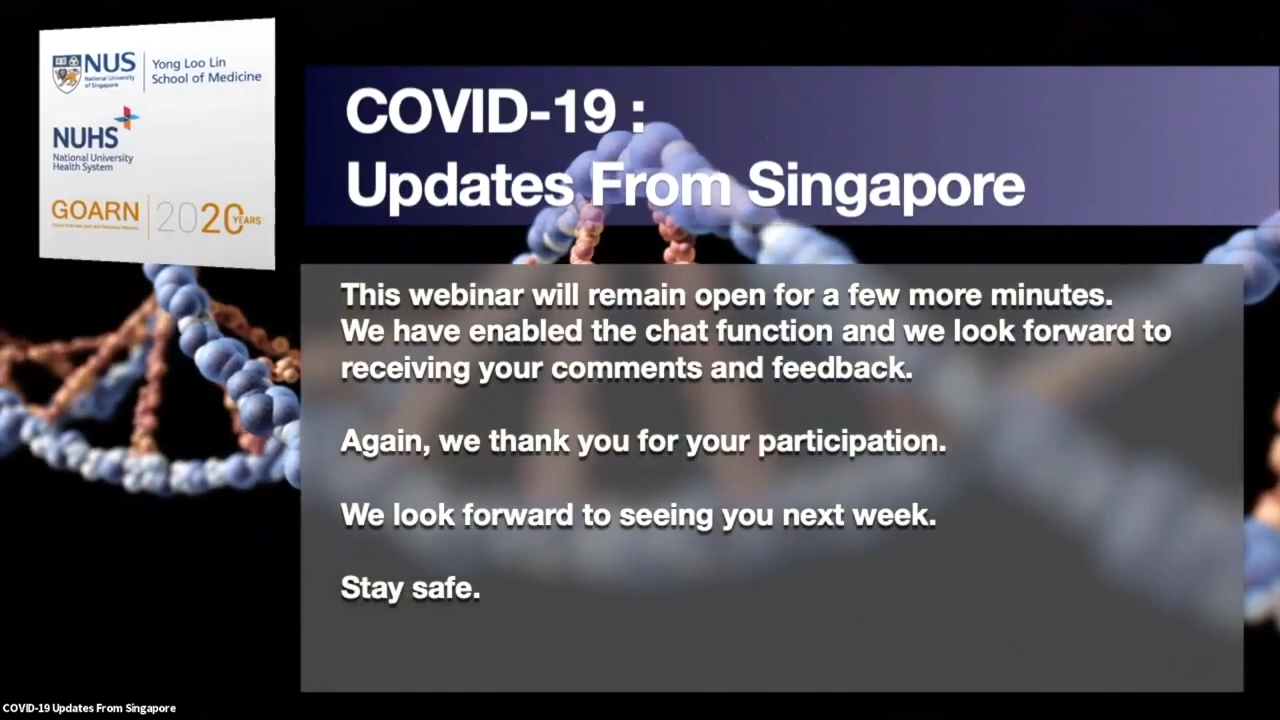 NUS
National University
of Singapore
Yong Loo Lin
School of Medicine
NUHS
National University
Health System
GOARN
2020 YEARS
COVID-19 :
Updates From Singapore
This webinar will remain open for a few more minutes.
We have enabled the chat function and we look forward to
receiving your comments and feedback.
Again, we thank you for your participation.
We look forward to seeing you next week.
Stay safe.
COVID-19 Updates From Singapore